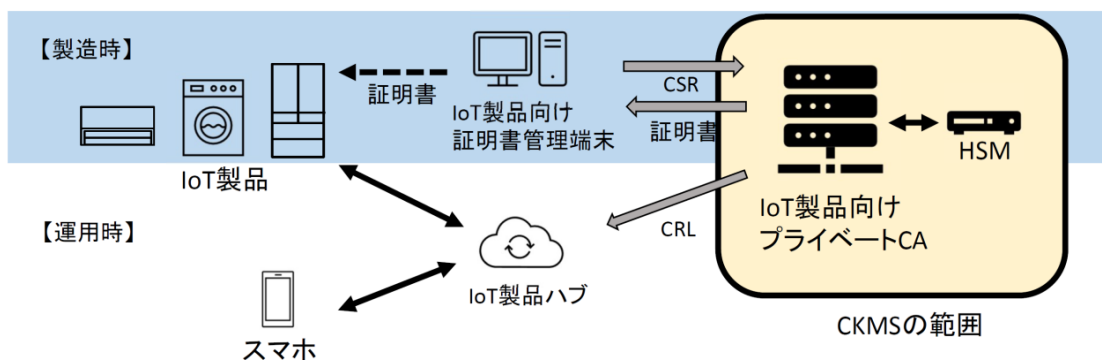 【製造時】
CSR
証明書
IoT製品向け
証明書管理端末
証明書
HSM
IoT製品
IoT製品向け
プライベートCA
【運用時】
CRL
IoT製品ハブ
CKMSの範囲
スマホ